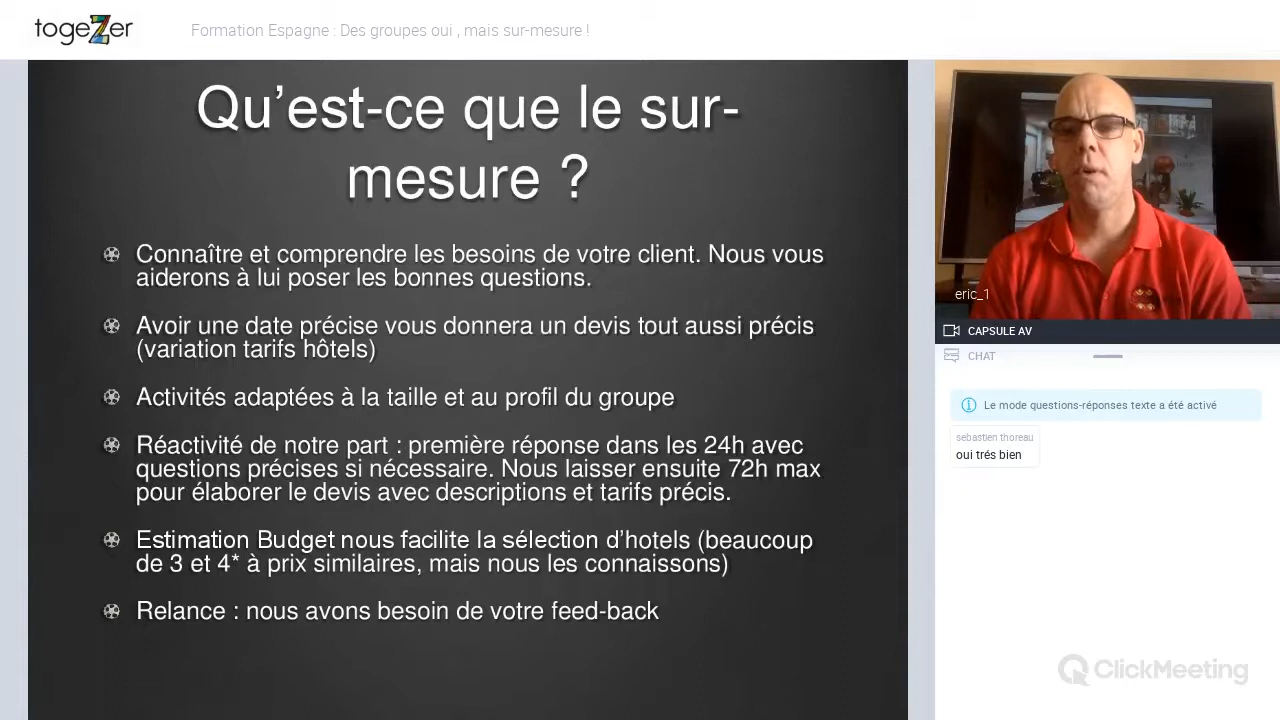 togeZer
Formation Espagne : Des groupes oui , mais sur-mesure !
Qu’est-ce que le sur-
mesure ?
Connaître et comprendre les besoins de votre client. Nous vous
aiderons à lui poser les bonnes questions.
Avoir une date précise vous donnera un devis tout aussi précis
(variation tarifs hôtels)
Activités adaptées à la taille et au profil du groupe
Réactivité de notre part : première réponse dans les 24h avec
questions précises si nécessaire. Nous laisser ensuite 72h max
pour élaborer le devis avec descriptions et tarifs précis.
Estimation Budget nous facilite la sélection d’hotels (beaucoup
de 3 et 4* à prix similaires, mais nous les connaissons)
Relance : nous avons besoin de votre feed-back
eric_1
CAPSULE AV
CHAT
Le mode questions-réponses texte a été activé
sebastien thoreau
oui trés bien
ClickMeeting